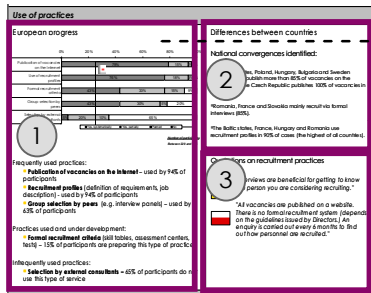 Use of practices
European progress
0% 20% 40% 60% 80%
Publication of vacancies
on the Internet
Use of recruitment
profiles
Formal recruitment
criteria
Group selection by
peers
1
Frequently used practices:
Publication of vacancies on the Internet – used by 94% of
participants
Recruitment profiles (definition of requirements, job
description) - used by 94% of participants
Group selection by peers (e.g. interview panels) – used by
63% of participants
Practices used and under development:
Formal recruitment criteria (skill tables, assessment centers,
tests) – 15% of participants are preparing this type of practice
Infrequently used practices:
Selection by external consultants – 65% of participants do n
use this type of service
Differences between countries
National convergences identified:
es, Poland, Hungary, Bulgaria and Sweden
ublish more than 85% of vacancies on the
e Czech Republic publishes 100% of vacancies in
2
Romania, France and Slovakia mainly recruit via formal
interviews (85%).
The Baltic states, France, Hungary and Romania use
recruitment profiles in 90% of cases (the highest of all countries).
ons on recruitment practices
3
erviews are beneficial for getting to know
person you are considering recruiting."
"All vacancies are published on a website.
There is no formal recruitment system (depends
on the guidelines issued by Directors.) An
enquiry is carried out every 6 months to find
out how personnel are recruited."